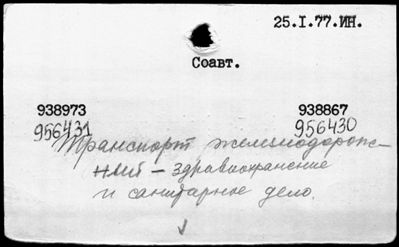 25.I.77.ИН.
Соавт.
938973 938867
956431 956430
Транспорт железнодорож-
ный – здравоохранение
и санитарное дело.